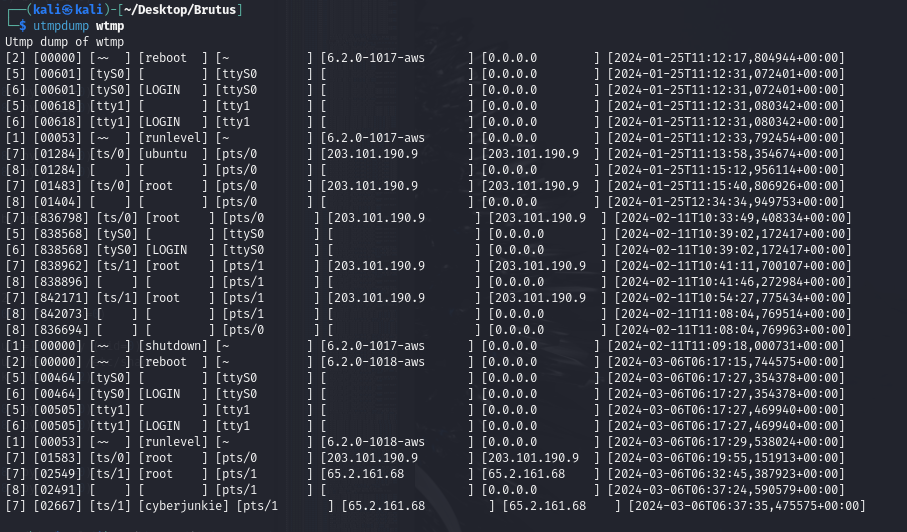 ┌──(kali㉿kali)-[~/Desktop/Brutus]
└─$ utmpdump wtmp
Utmp dump of wtmp
[2] [00000] [~~  ] [reboot  ] [~           ] [6.2.0-1017-aws      ] [0.0.0.0        ] [2024-01-25T11:12:17,804944+00:00]
[5] [00601] [tyS0] [        ] [ttyS0       ] [                    ] [0.0.0.0        ] [2024-01-25T11:12:31,072401+00:00]
[6] [00601] [tyS0] [LOGIN   ] [ttyS0       ] [                    ] [0.0.0.0        ] [2024-01-25T11:12:31,072401+00:00]
[5] [00618] [tty1] [        ] [tty1        ] [                    ] [0.0.0.0        ] [2024-01-25T11:12:31,080342+00:00]
[6] [00618] [tty1] [LOGIN   ] [tty1        ] [                    ] [0.0.0.0        ] [2024-01-25T11:12:31,080342+00:00]
[1] [00053] [~~  ] [runlevel] [~           ] [6.2.0-1017-aws      ] [0.0.0.0        ] [2024-01-25T11:12:33,792454+00:00]
[7] [01284] [ts/0] [ubuntu  ] [pts/0       ] [203.101.190.9       ] [203.101.190.9  ] [2024-01-25T11:13:58,354674+00:00]
[8] [01284] [    ] [        ] [pts/0       ] [                    ] [0.0.0.0        ] [2024-01-25T11:15:12,956114+00:00]
[7] [01483] [ts/0] [root    ] [pts/0       ] [203.101.190.9       ] [203.101.190.9  ] [2024-01-25T11:15:40,806926+00:00]
[8] [01404] [    ] [        ] [pts/0       ] [                    ] [0.0.0.0        ] [2024-01-25T12:34:34,949753+00:00]
[7] [836798] [ts/0] [root    ] [pts/0       ] [203.101.190.9       ] [203.101.190.9  ] [2024-02-11T10:33:49,408334+00:00]
[5] [838568] [tyS0] [        ] [ttyS0       ] [                    ] [0.0.0.0        ] [2024-02-11T10:39:02,172417+00:00]
[6] [838568] [tyS0] [LOGIN   ] [ttyS0       ] [                    ] [0.0.0.0        ] [2024-02-11T10:39:02,172417+00:00]
[7] [838962] [ts/1] [root    ] [pts/1       ] [203.101.190.9       ] [203.101.190.9  ] [2024-02-11T10:41:11,700107+00:00]
[8] [838896] [    ] [        ] [pts/1       ] [                    ] [0.0.0.0        ] [2024-02-11T10:41:46,272984+00:00]
[7] [842171] [ts/1] [root    ] [pts/1       ] [203.101.190.9       ] [203.101.190.9  ] [2024-02-11T10:54:27,775434+00:00]
[8] [842073] [    ] [        ] [pts/1       ] [                    ] [0.0.0.0        ] [2024-02-11T11:08:04,769514+00:00]
[8] [836694] [    ] [        ] [pts/0       ] [                    ] [0.0.0.0        ] [2024-02-11T11:08:04,769963+00:00]
[1] [00000] [~~  ] [shutdown] [~           ] [6.2.0-1017-aws      ] [0.0.0.0        ] [2024-02-11T11:09:18,000731+00:00]
[2] [00000] [~~  ] [reboot  ] [~           ] [6.2.0-1018-aws      ] [0.0.0.0        ] [2024-03-06T06:17:15,744575+00:00]
[5] [00464] [tyS0] [        ] [ttyS0       ] [                    ] [0.0.0.0        ] [2024-03-06T06:17:27,354378+00:00]
[6] [00464] [tyS0] [LOGIN   ] [ttyS0       ] [                    ] [0.0.0.0        ] [2024-03-06T06:17:27,354378+00:00]
[5] [00505] [tty1] [        ] [tty1        ] [                    ] [0.0.0.0        ] [2024-03-06T06:17:27,469940+00:00]
[6] [00505] [tty1] [LOGIN   ] [tty1        ] [                    ] [0.0.0.0        ] [2024-03-06T06:17:27,469940+00:00]
[1] [00053] [~~  ] [runlevel] [~           ] [6.2.0-1018-aws      ] [0.0.0.0        ] [2024-03-06T06:17:29,538024+00:00]
[7] [01583] [ts/0] [root    ] [pts/0       ] [203.101.190.9       ] [203.101.190.9  ] [2024-03-06T06:19:55,151913+00:00]
[7] [02549] [ts/1] [root    ] [pts/1       ] [65.2.161.68         ] [65.2.161.68    ] [2024-03-06T06:32:45,387923+00:00]
[8] [02491] [    ] [        ] [pts/1       ] [                    ] [0.0.0.0        ] [2024-03-06T06:37:24,590579+00:00]
[7] [02667] [ts/1] [cyberjunkie] [pts/1       ] [65.2.161.68         ] [65.2.161.68    ] [2024-03-06T06:37:35,475575+00:00]